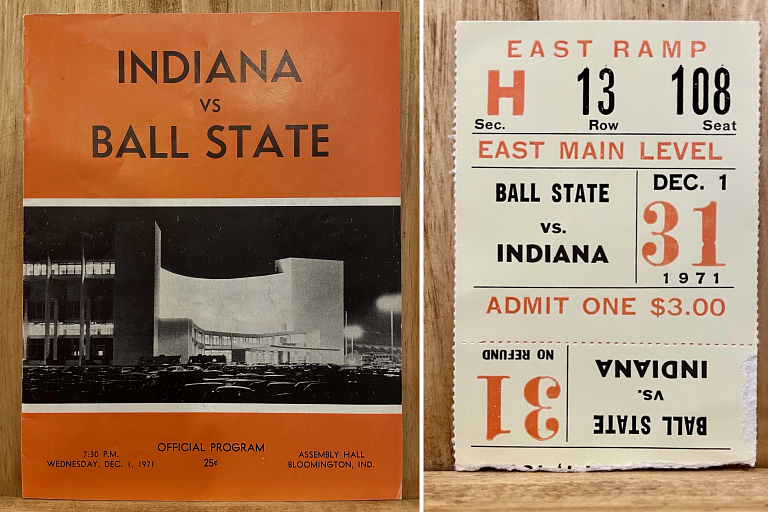 INDIANA
VS
BALL STATE
OFFICIAL PROGRAM
25¢
7:30 P.M.
WEDNESDAY, DEC. 1, 1971
ASSEMBLY HALL
BLOOMINGTON, IND.
EAST RAMP
H 13 108
Sec. Row Seat
EAST MAIN LEVEL
BALL STATE
vs.
INDIANA
DEC. 1
31
1971
ADMIT ONE $3.00
BALL STATE
vs.
INDIANA
31
NO REFUND